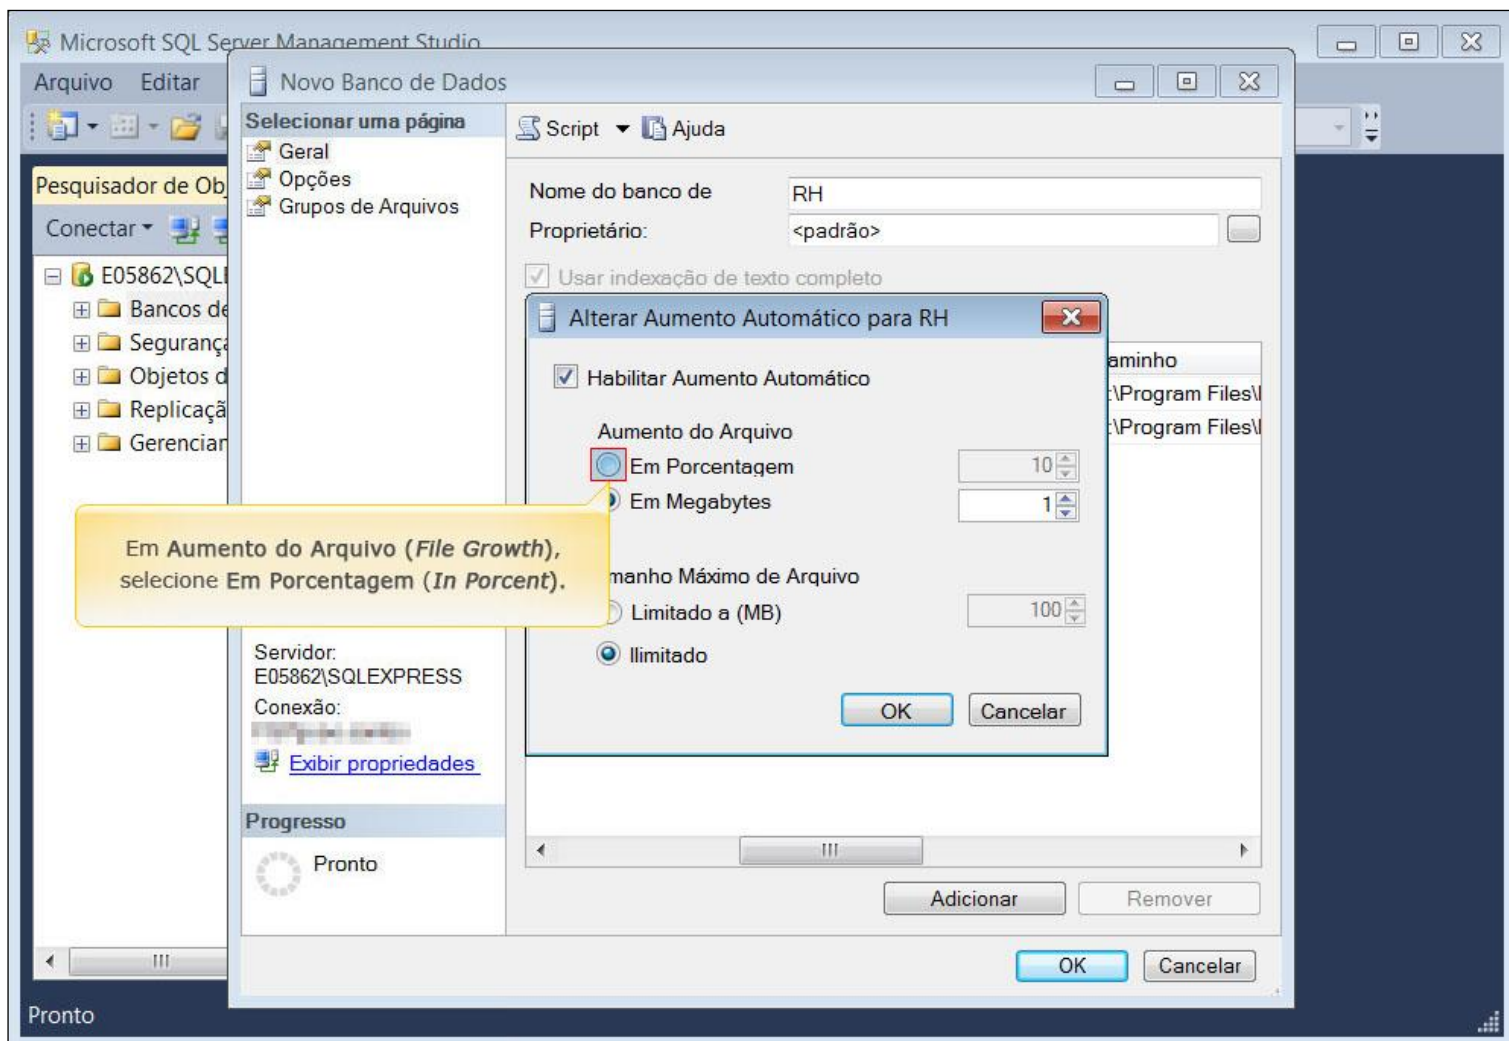 Microsoft SQL Server Management Studio
Arquivo Editar
Novo Banco de Dados
Selecionar uma página
Geral
Opções
Grupos de Arquivos
Script Ajuda
Pesquisador de Obj
Conectar
E05862\SQLE
Bancos de
Segurança
Objetos d
Replicaçã
Gerencian
Nome do banco de RH
Proprietário: <padrão>
Usar indexação de texto completo
aminho
:\Program Files\
:\Program Files\
Alterar Aumento Automático para RH
Habilitar Aumento Automático
Aumento do Arquivo
Em Porcentagem 10
Em Megabytes 1
manho Máximo de Arquivo
Limitado a (MB) 100
Ilimitado
OK Cancelar
Em Aumento do Arquivo (File Growth),
selecione Em Porcentagem (In Porcent).
Servidor:
E05862\SQLEXPRESS
Conexão:
Exibir propriedades
Progresso
Pronto
Adicionar Remover
OK Cancelar
Pronto